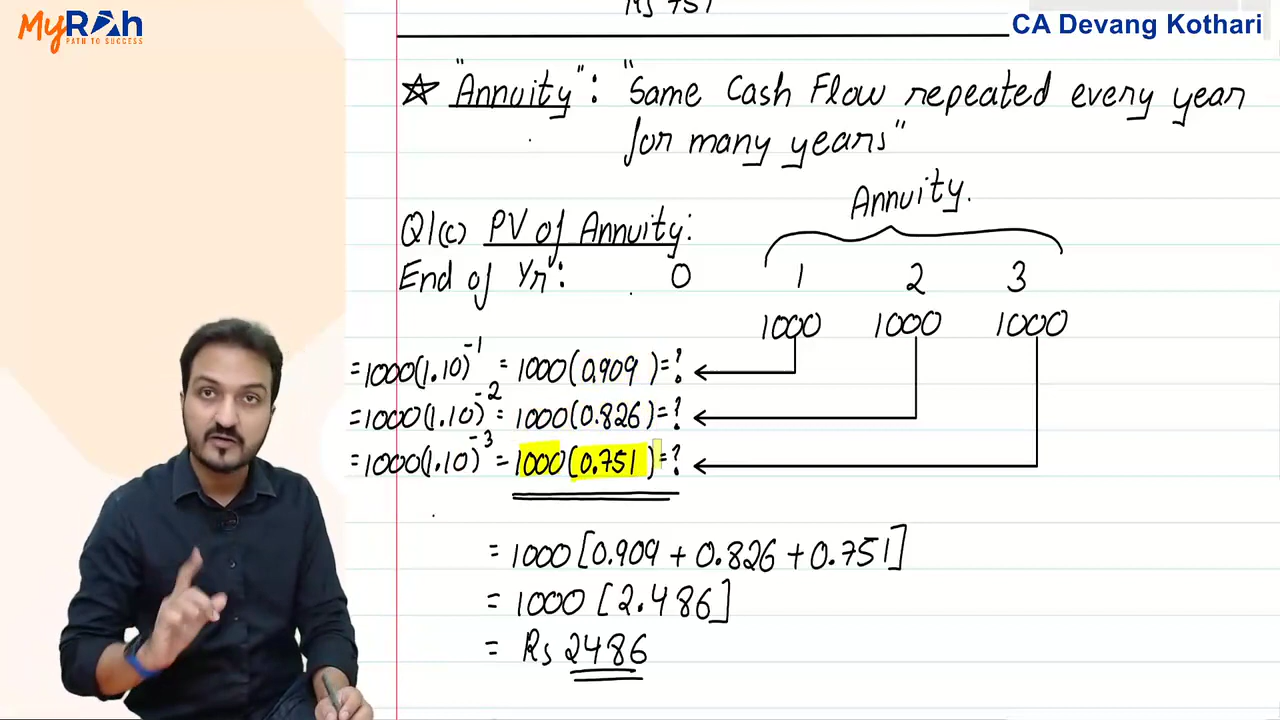 MyRAh
PATH TO SUCCESS
Rs 751
CA Devang Kothari
☆ "Annuity": "Same Cash Flow repeated every year
for many years"
Annuity.
Q1(c) PV of Annuity:
End of Yr: 0 1 2 3
1000 1000 1000
=1000(1.10)⁻¹ = 1000(0.909)=?
=1000(1.10)⁻² = 1000(0.826)=?
=1000(1.10)⁻³ = 1000(0.751)=?
=1000[0.909 + 0.826 + 0.751]
= 1000 [2.486]
= Rs 2486